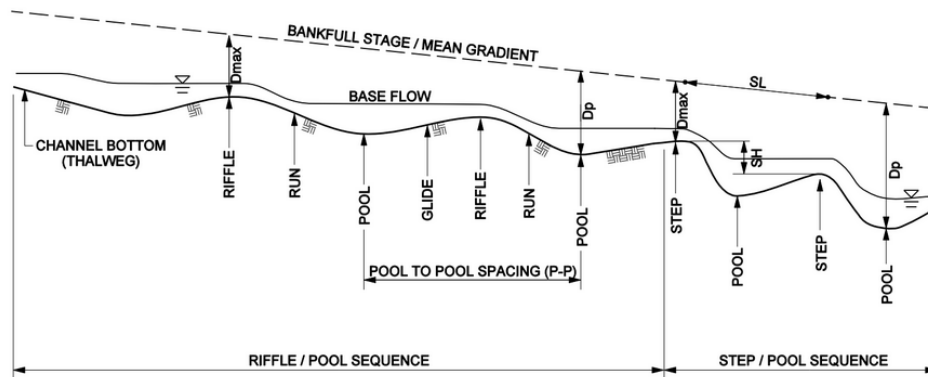 BANKFULL STAGE / MEAN GRADIENT
Dmax
BASE FLOW
Dp
Dmax
SL
SH
Dp
CHANNEL BOTTOM
(THALWEG)
RIFFLE
RUN
POOL
GLIDE
RIFFLE
RUN
POOL
STEP
POOL
STEP
POOL
POOL TO POOL SPACING (P-P)
RIFFLE / POOL SEQUENCE
STEP / POOL SEQUENCE